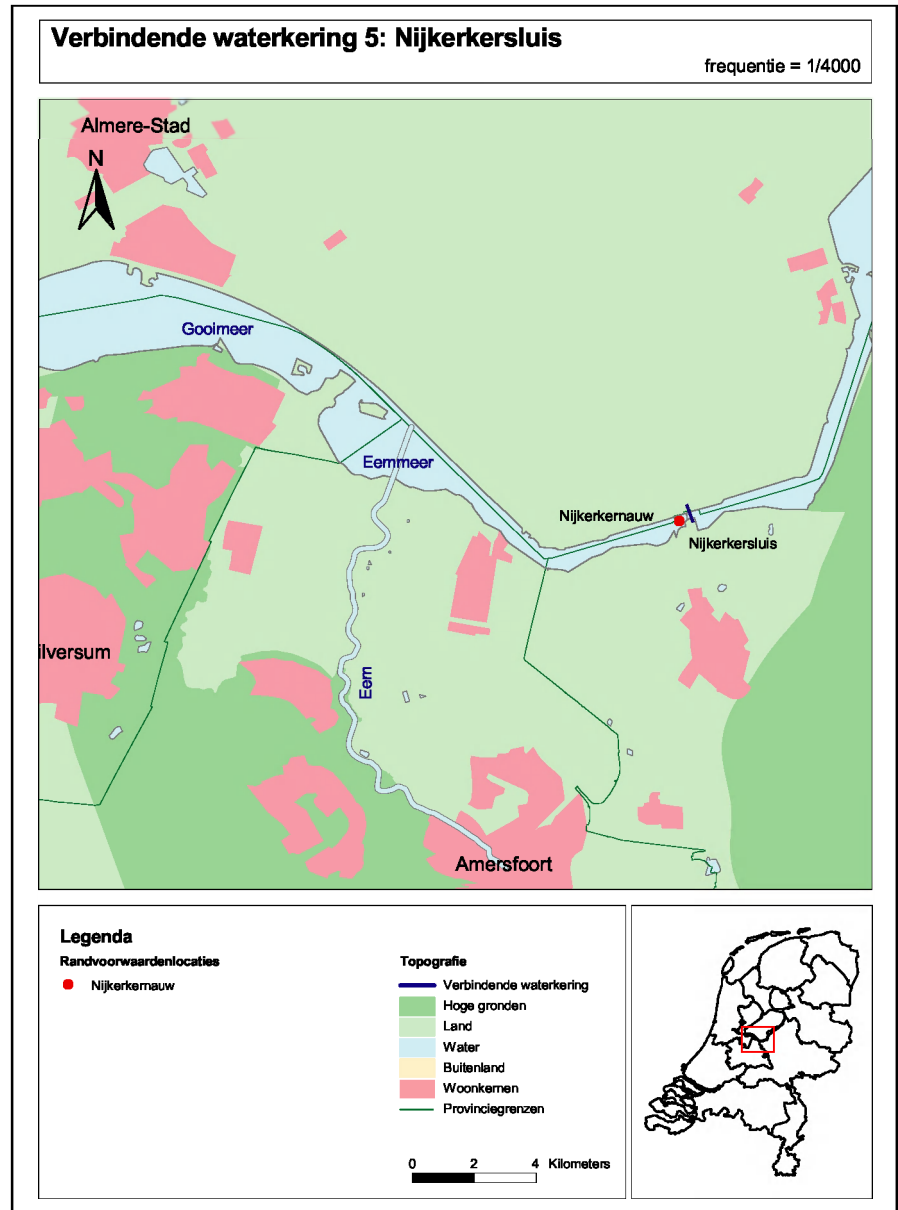 Verbindende waterkering 5: Nijkerkersluis
frequentie = 1/4000
Almere-Stad
N
Gooimeer
Eemmeer
Nijkerkernauw
Nijkerkersluis
ilversum
Eem
Amersfoort
Legenda
Randvoorwaardenlocaties
Nijkerkernauw
Topografie
Verbindende waterkering
Hoge gronden
Land
Water
Buitenland
Woonkernen
Provinciegrenzen
0 2 4 Kilometers